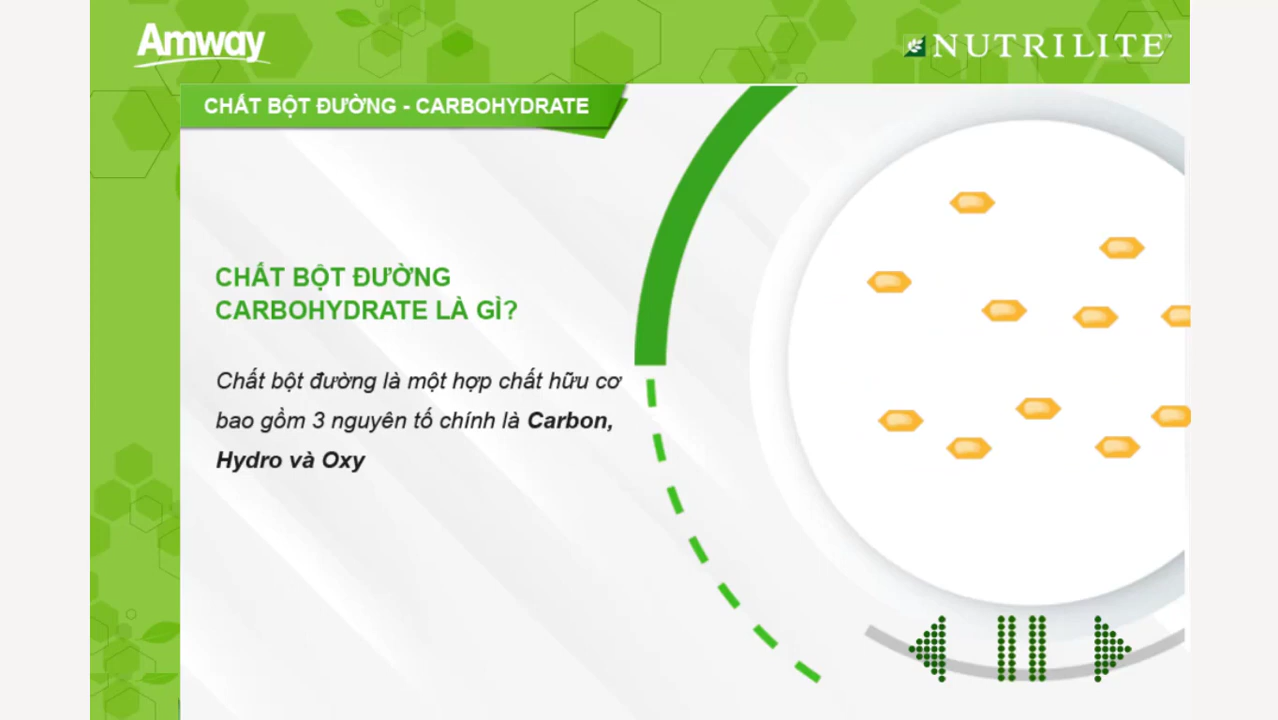 Amway
NUTRILITE™
CHẤT BỘT ĐƯỜNG - CARBOHYDRATE
CHẤT BỘT ĐƯỜNG
CARBOHYDRATE LÀ GÌ?
Chất bột đường là một hợp chất hữu cơ
bao gồm 3 nguyên tố chính là Carbon,
Hydro và Oxy